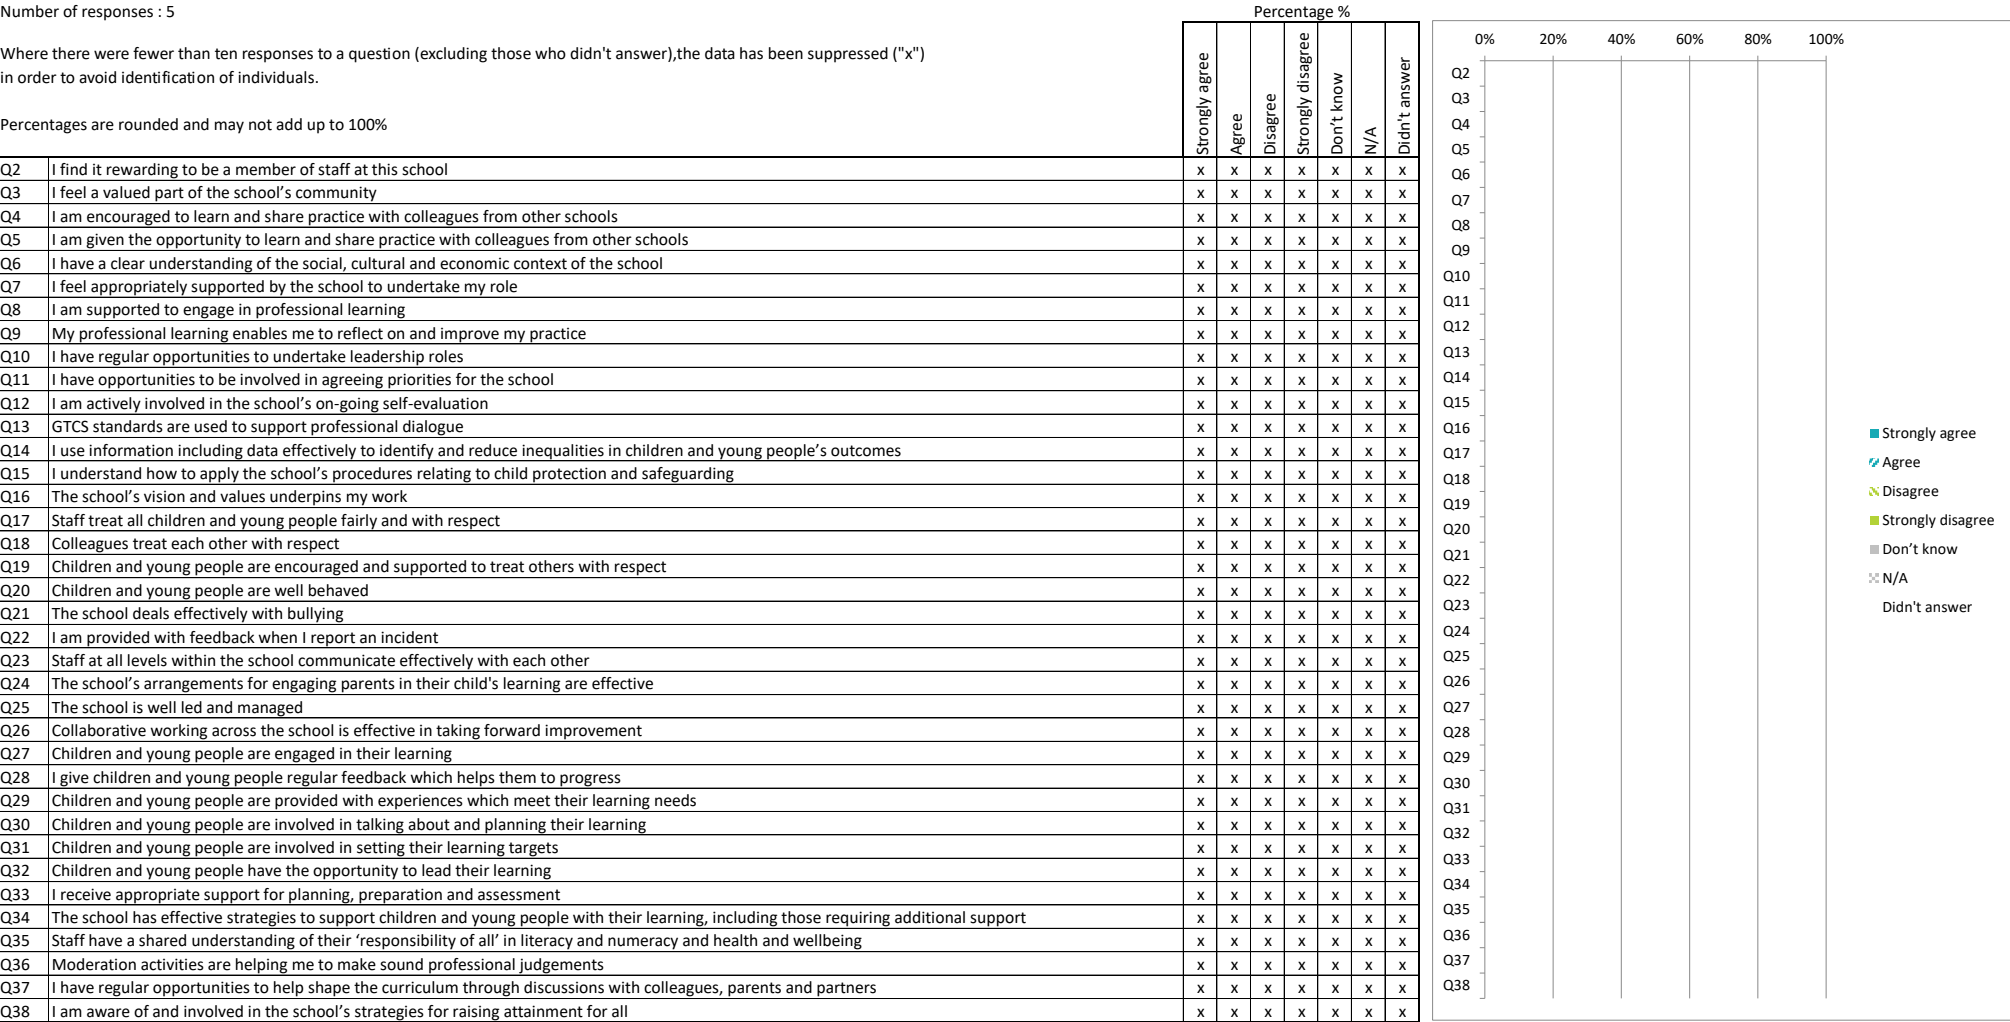 Number of responses : 5
Percentage %
Where there were fewer than ten responses to a question (excluding those who didn't answer),the data has been suppressed ("x")
in order to avoid identification of individuals.
Percentages are rounded and may not add up to 100%
Strongly agree
Agree
Disagree
Strongly disagree
Don't know
N/A
Didn't answer
Q2 I find it rewarding to be a member of staff at this school x x x x x x x
Q3 I feel a valued part of the school’s community x x x x x x x
Q4 I am encouraged to learn and share practice with colleagues from other schools x x x x x x x
Q5 I am given the opportunity to learn and share practice with colleagues from other schools x x x x x x x
Q6 I have a clear understanding of the social, cultural and economic context of the school x x x x x x x
Q7 I feel appropriately supported by the school to undertake my role x x x x x x x
Q8 I am supported to engage in professional learning x x x x x x x
Q9 My professional learning enables me to reflect on and improve my practice x x x x x x x
Q10 I have regular opportunities to undertake leadership roles x x x x x x x
Q11 I have opportunities to be involved in agreeing priorities for the school x x x x x x x
Q12 I am actively involved in the school’s on-going self-evaluation x x x x x x x
Q13 GTCS standards are used to support professional dialogue x x x x x x x
Q14 I use information including data effectively to identify and reduce inequalities in children and young people’s outcomes x x x x x x x
Q15 I understand how to apply the school’s procedures relating to child protection and safeguarding x x x x x x x
Q16 The school’s vision and values underpins my work x x x x x x x
Q17 Staff treat all children and young people fairly and with respect x x x x x x x
Q18 Colleagues treat each other with respect x x x x x x x
Q19 Children and young people are encouraged and supported to treat others with respect x x x x x x x
Q20 Children and young people are well behaved x x x x x x x
Q21 The school deals effectively with bullying x x x x x x x
Q22 I am provided with feedback when I report an incident x x x x x x x
Q23 Staff at all levels within the school communicate effectively with each other x x x x x x x
Q24 The school’s arrangements for engaging parents in their child's learning are effective x x x x x x x
Q25 The school is well led and managed x x x x x x x
Q26 Collaborative working across the school is effective in taking forward improvement x x x x x x x
Q27 Children and young people are engaged in their learning x x x x x x x
Q28 I give children and young people regular feedback which helps them to progress x x x x x x x
Q29 Children and young people are provided with experiences which meet their learning needs x x x x x x x
Q30 Children and young people are involved in talking about and planning their learning x x x x x x x
Q31 Children and young people are involved in setting their learning targets x x x x x x x
Q32 Children and young people have the opportunity to lead their learning x x x x x x x
Q33 I receive appropriate support for planning, preparation and assessment x x x x x x x
Q34 The school has effective strategies to support children and young people with their learning, including those requiring additional support x x x x x x x
Q35 Staff have a shared understanding of their ‘responsibility of all’ in literacy and numeracy and health and wellbeing x x x x x x x
Q36 Moderation activities are helping me to make sound professional judgements x x x x x x x
Q37 I have regular opportunities to help shape the curriculum through discussions with colleagues, parents and partners x x x x x x x
Q38 I am aware of and involved in the school’s strategies for raising attainment for all x x x x x x x
0% 20% 40% 60% 80% 100%
Q2
Q3
Q4
Q5
Q6
Q7
Q8
Q9
Q10
Q11
Q12
Q13
Q14
Q15
Q16
Q17
Q18
Q19
Q20
Q21
Q22
Q23
Q24
Q25
Q26
Q27
Q28
Q29
Q30
Q31
Q32
Q33
Q34
Q35
Q36
Q37
Q38
Strongly agree
Agree
Disagree
Strongly disagree
Don’t know
N/A
Didn't answer